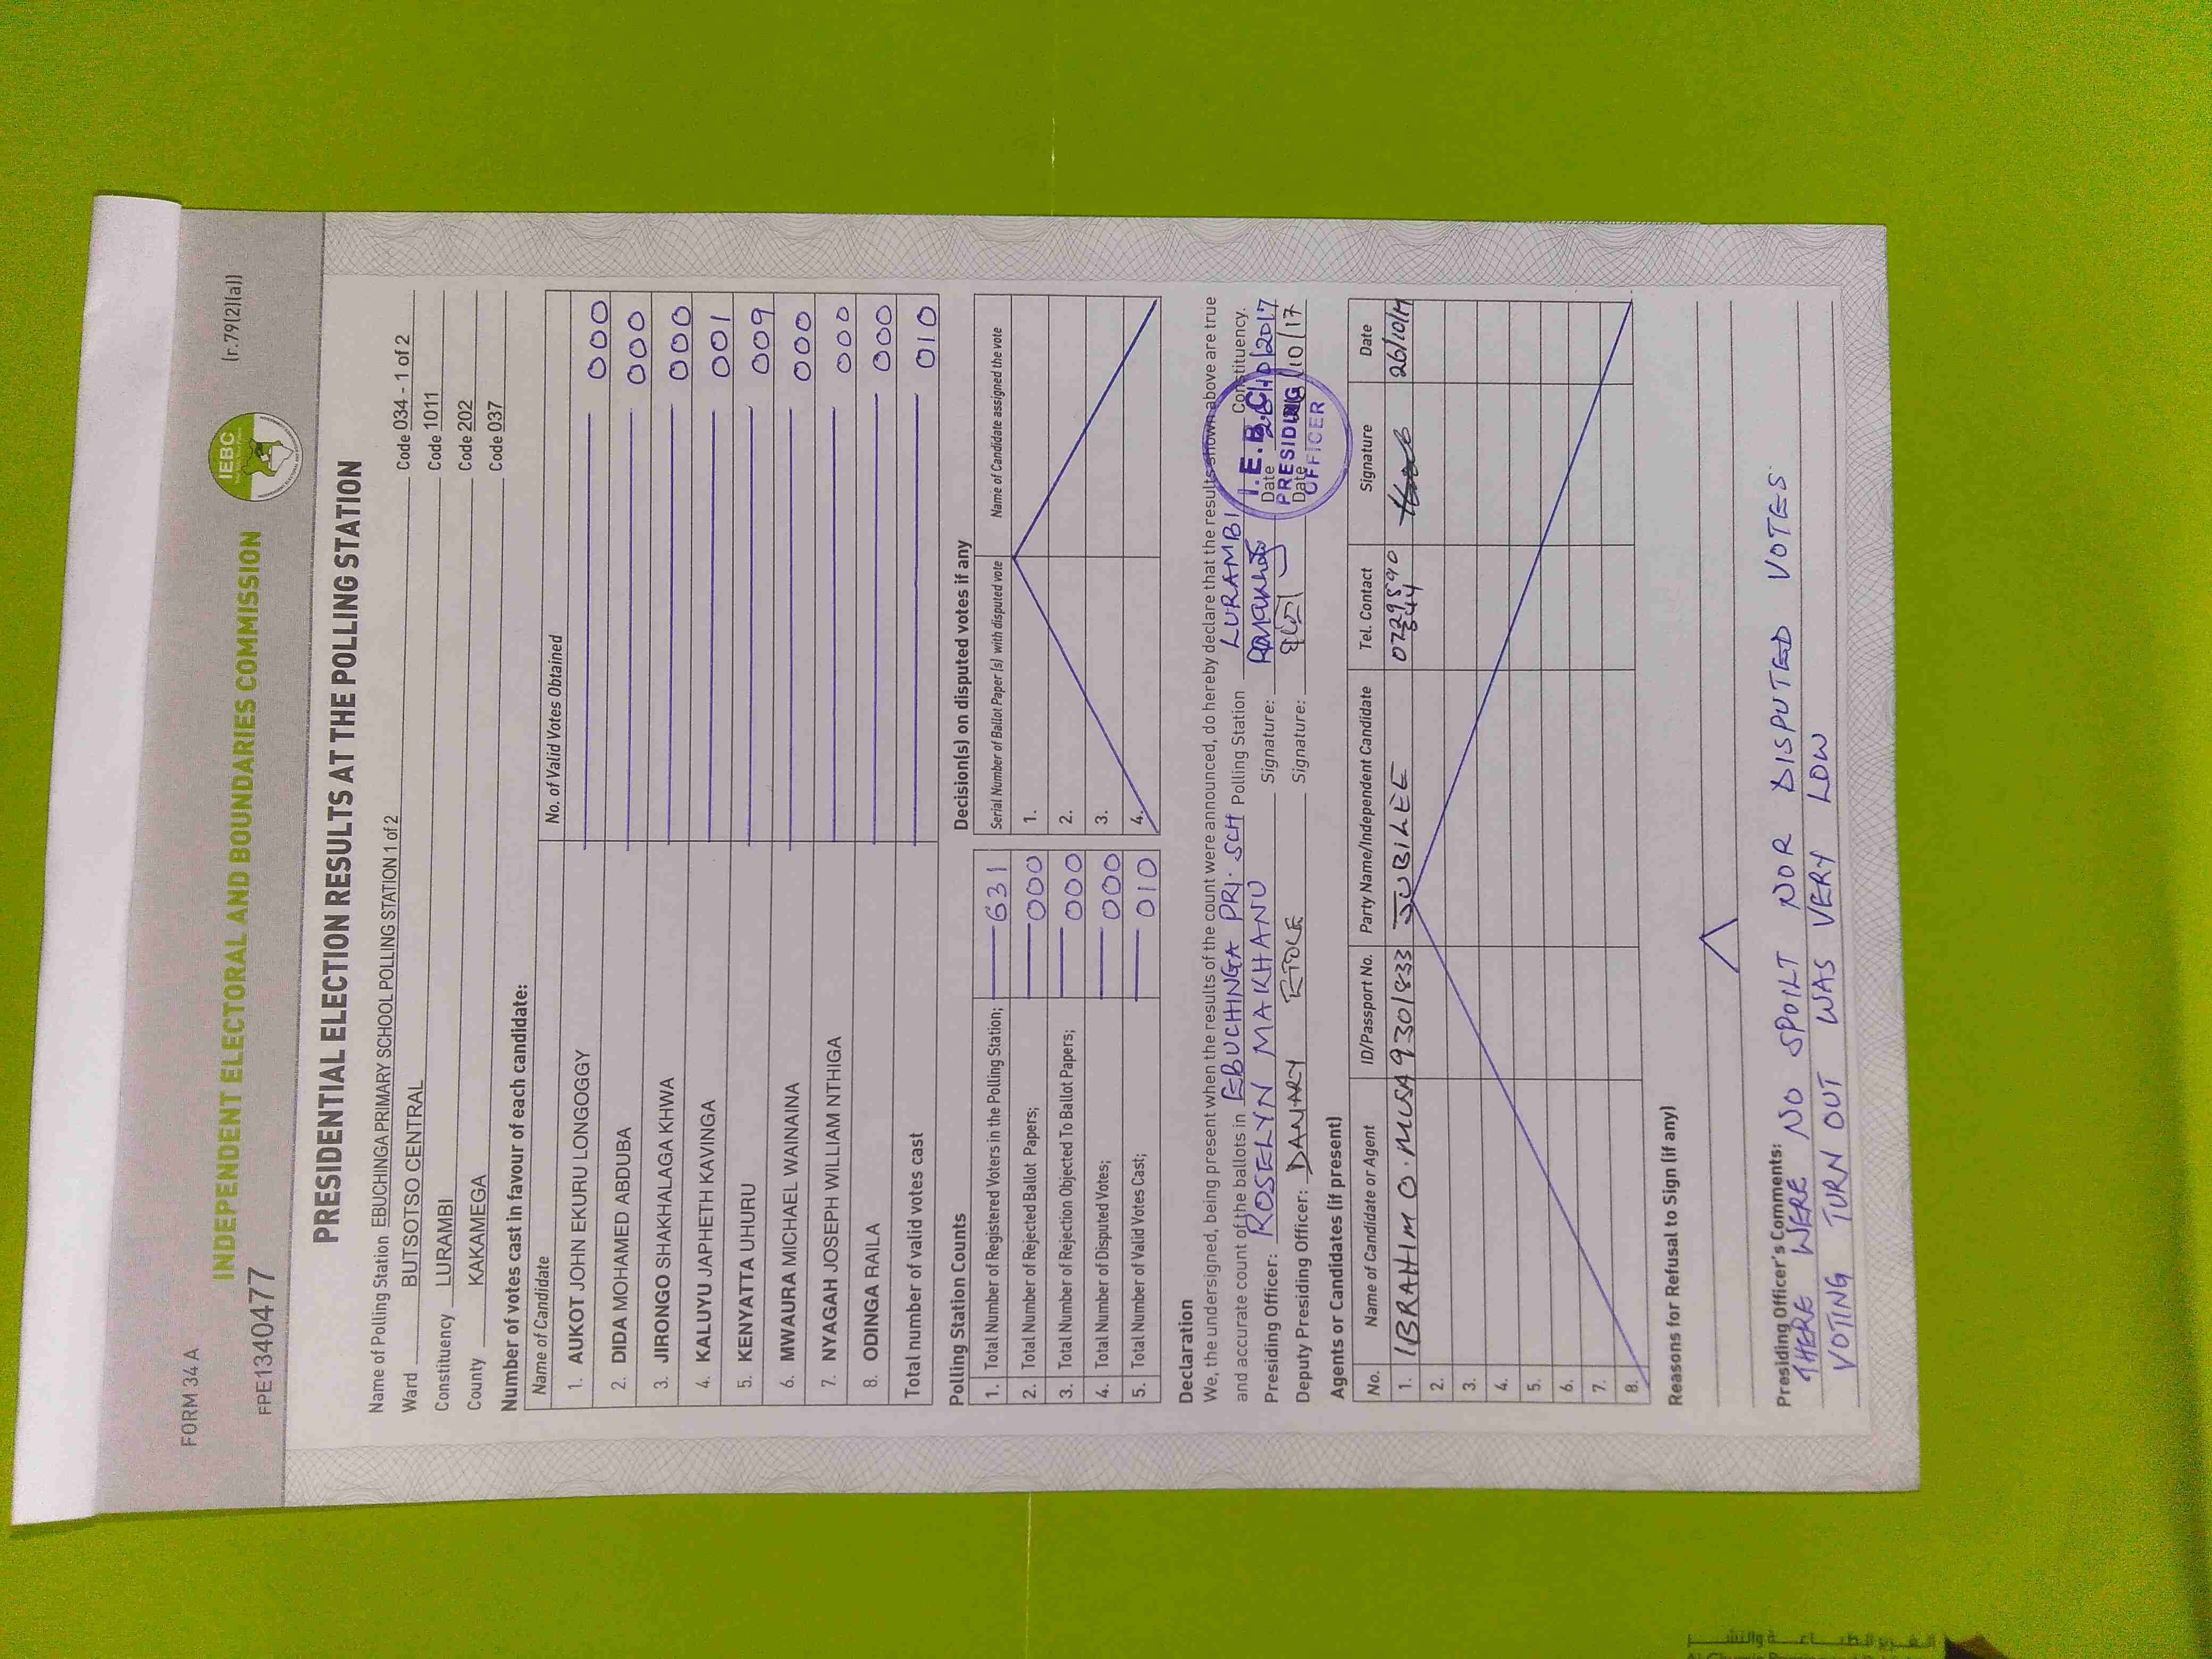 FORM 34 A
(r.79(2)(a))
IEBC
INDEPENDENT ELECTORAL AND BOUNDARIES COMMISSION
FPE1340477
PRESIDENTIAL ELECTION RESULTS AT THE POLLING STATION
Name of Polling Station EBUCHINGA PRIMARY SCHOOL POLLING STATION 1 of 2 Code 034 - 1 of 2
Ward BUTSOTSO CENTRAL Code 1011
Constituency LURAMBI Code 202
County KAKAMEGA Code 037
Number of votes cast in favour of each candidate:
Name of Candidate No. of Valid Votes Obtained
1. AUKOT JOHN EKURU LONGOGGY 000
2. DIDA MOHAMED ABDUBA 000
3. JIRONGO SHAKHALAGA KHWA 000
4. KALUYU JAPHETH KAVINGA 001
5. KENYATTA UHURU 009
6. MWAURA MICHAEL WAINAINA 000
7. NYAGAH JOSEPH WILLIAM NTHIGA 000
8. ODINGA RAILA 000
Total number of valid votes cast 010
Polling Station Counts
1. Total Number of Registered Voters in the Polling Station; 631
2. Total Number of Rejected Ballot Papers; 000
3. Total Number of Rejection Objected To Ballot Papers; 000
4. Total Number of Disputed Votes; 000
5. Total Number of Valid Votes Cast; 010
Decision(s) on disputed votes if any
Serial Number of Ballot Paper (s) with disputed vote Name of Candidate assigned the vote
1.
2.
3.
4.
Declaration
We, the undersigned, being present when the results of the count were announced, do hereby declare that the results shown above are true
and accurate count of the ballots in EBUCHINGA PRI. SCH Polling Station LURAMBI Constituency.
Presiding Officer: ROSELYN MAKHANU Signature: Date 26/10/2017
Deputy Presiding Officer: DANIARY ETOLE Signature: Date /10/17
I.E.B.C
PRESIDING
OFFICER
Agents or Candidates (if present)
No. Name of Candidate or Agent ID/Passport No. Party Name/Independent Candidate Tel. Contact Signature Date
1. IBRAHIM O. MUSA 9301833 JUBILEE 0729590 844 26/10/17
2.
3.
4.
5.
6.
7.
8.
Reasons for Refusal to Sign (if any)
Presiding Officer's Comments:
THERE WERE NO SPOILT NOR DISPUTED VOTES
VOTING TURN OUT WAS VERY LOW